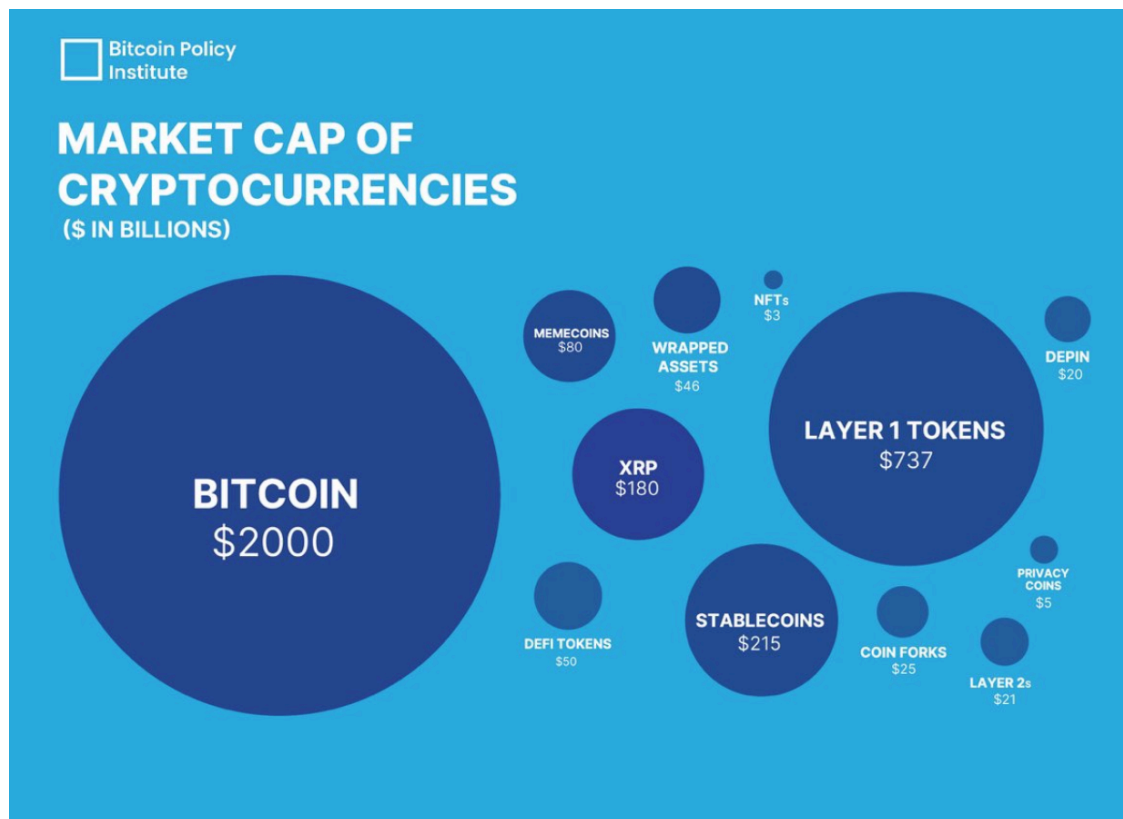 Bitcoin Policy
Institute
MARKET CAP OF
CRYPTOCURRENCIES
($ IN BILLIONS)
BITCOIN
$2000
MEMECOINS
$80
WRAPPED
ASSETS
$46
NFTs
$3
LAYER 1 TOKENS
$737
DEPIN
$20
XRP
$180
DEFI TOKENS
$50
STABLECOINS
$215
COIN FORKS
$25
PRIVACY
COINS
$5
LAYER 2s
$21